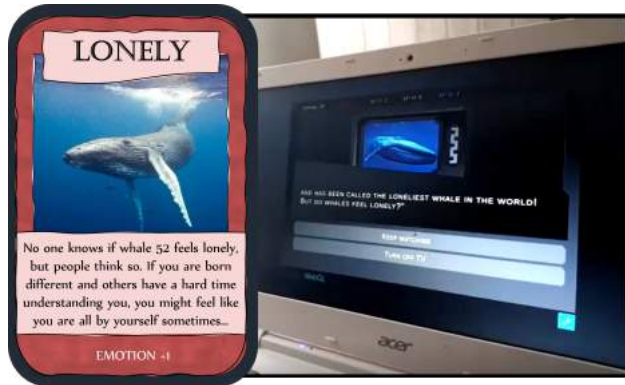 LONELY
No one knows if whale 52 feels lonely,
but people think so. If you are born
different and others have a hard time
understanding you, you might feel like
you are all by yourself sometimes...
EMOTION -1
AND HAS BEEN CALLED THE LONELIEST WHALE IN THE WORLD!
BUT DO WHALES FEEL LONELY?"
KEEP WATCHING
TURN OFF TV
acer